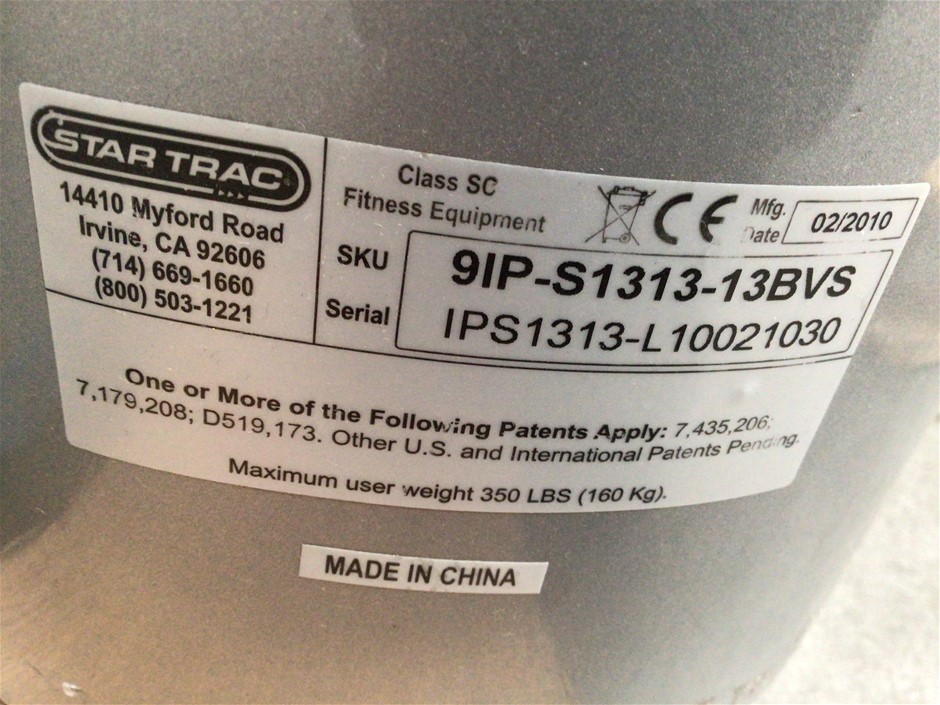 STAR TRAC
14410 Myford Road
Irvine, CA 92606
(714) 669-1660
(800) 503-1221
Class SC
Fitness Equipment
CE
Mfg.
Date
02/2010
SKU
9IP-S1313-13BVS
Serial
IPS1313-L10021030
One or More of the Following Patents Apply: 7,435,206;
7,179,208; D519,173. Other U.S. and International Patents Pending.
Maximum user weight 350 LBS (160 Kg).
MADE IN CHINA